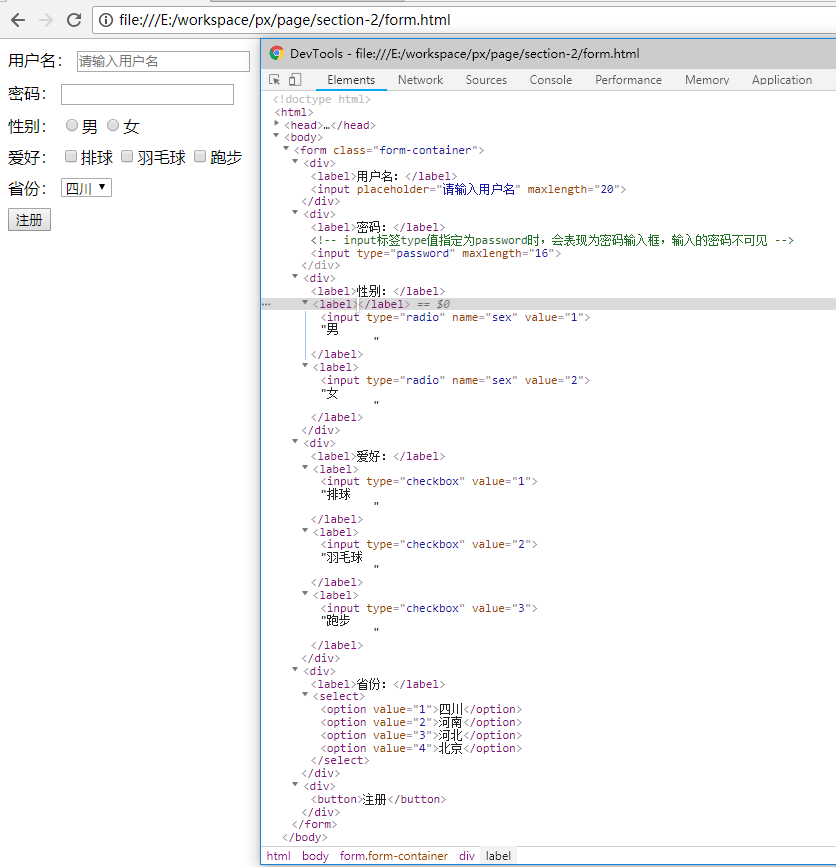 file:///E:/workspace/px/page/section-2/form.html
用户名： 请输入用户名
密码：
性别： 男 女
爱好： 排球 羽毛球 跑步
省份： 四川
注册
DevTools - file:///E:/workspace/px/page/section-2/form.html
Elements Network Sources Console Performance Memory Application
<!doctype html>
<html>
<head>…</head>
<body>
<form class="form-container">
<div>
<label>用户名：</label>
<input placeholder="请输入用户名" maxlength="20">
</div>
<div>
<label>密码：</label>
<!-- input标签type值指定为password时，会表现为密码输入框，输入的密码不可见 -->
<input type="password" maxlength="16">
</div>
<div>
<label>性别：</label>
… <label></label> == $0
<input type="radio" name="sex" value="1">
"男
"
</label>
<label>
<input type="radio" name="sex" value="2">
"女
"
</label>
</div>
<div>
<label>爱好：</label>
<label>
<input type="checkbox" value="1">
"排球
"
</label>
<label>
<input type="checkbox" value="2">
"羽毛球
"
</label>
<label>
<input type="checkbox" value="3">
"跑步
"
</label>
</div>
<div>
<label>省份：</label>
<select>
<option value="1">四川</option>
<option value="2">河南</option>
<option value="3">河北</option>
<option value="4">北京</option>
</select>
</div>
<div>
<button>注册</button>
</div>
</form>
</body>
html body form.form-container div label